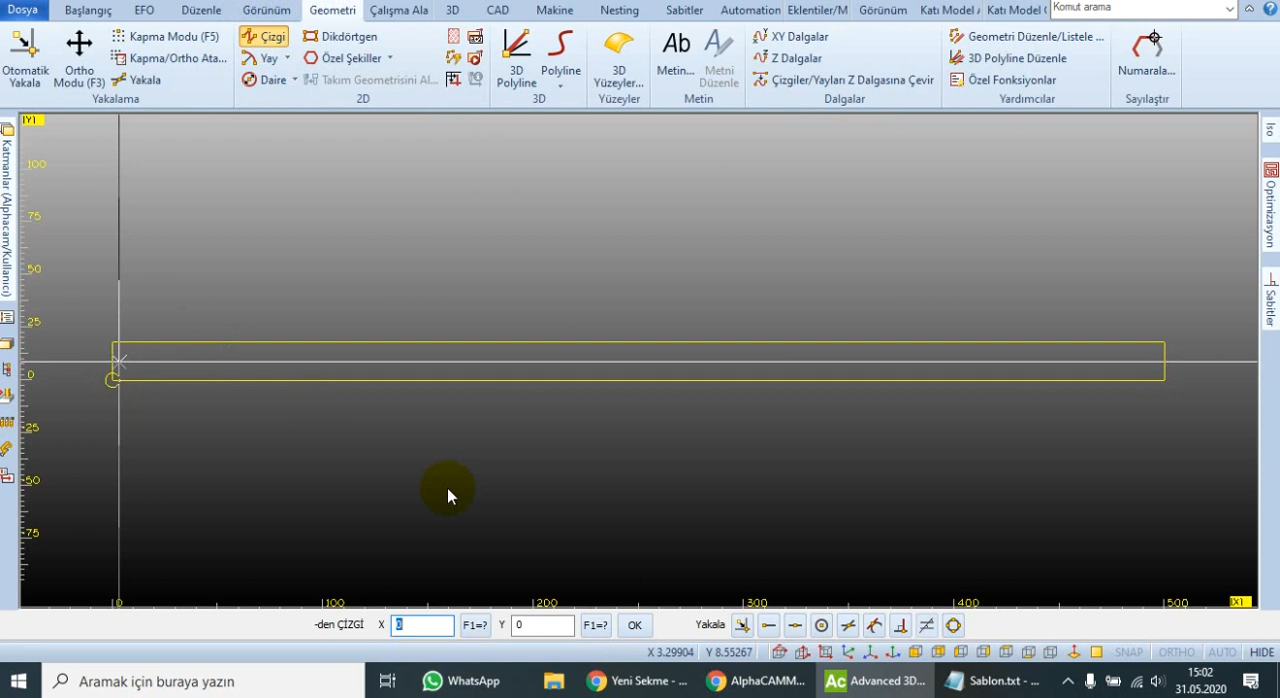 Dosya Başlangıç EFO Düzenle Görünüm Geometri Çalışma Ala 3D CAD Makine Nesting Sabitler Automation Eklentiler/M Görünüm Katı Model Katı Model Komut arama
Otomatik Yakala
Ortho Modu (F3)
Kapma Modu (F5)
Kapma/Ortho Ata...
Yakala
Yakalama
Çizgi
Yay
Daire
Dikdörtgen
Özel Şekiller
Takım Geometrisini Al...
2D
3D Polyline
Polyline
3D
3D Yüzeyler...
Yüzeyler
Metin...
Metni Düzenle
Metin
XY Dalgalar
Z Dalgalar
Çizgiler/Yayları Z Dalgasına Çevir
Dalgalar
Geometri Düzenle/Listele ...
3D Polyline Düzenle
Özel Fonksiyonlar
Yardımcılar
Numarala...
Sayılaştır
Katmanlar (Alphacam/Kullanici)
|Y|
100
75
50
25
0
-25
-50
-75
0 100 200 300 400 500 |X|
Iso
Optimizasyon
Sabitler
-den ÇİZGİ X 0 F1=? Y 0 F1=? OK Yakala
X 3.29904 Y 8.55267 SNAP ORTHO AUTO HIDE
Aramak için buraya yazın WhatsApp Yeni Sekme - ... AlphaCAMM... Advanced 3D... Sablon.txt - ... 15:02
31.05.2020